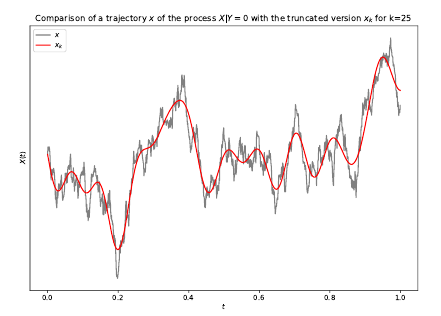 Comparison of a trajectory x of the process X|Y = 0 with the truncated version x_k for k=25
x
x_k
X(t)
0.0 0.2 0.4 0.6 0.8 1.0
t